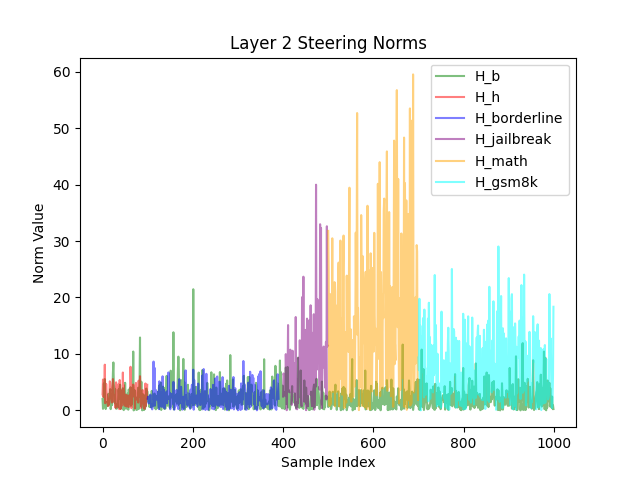 Layer 2 Steering Norms
60
50
40
30
20
10
0
Norm Value
0
200
400
600
800
1000
Sample Index
H_b
H_h
H_borderline
H_jailbreak
H_math
H_gsm8k